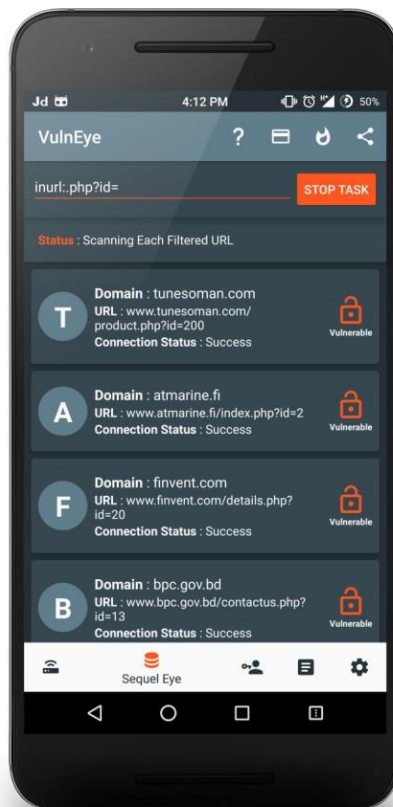 Jd
4:12 PM
50%
VulnEye
?
inurl:.php?id=
STOP TASK
Status : Scanning Each Filtered URL
T
Domain : tunesoman.com
URL : www.tunesoman.com/
product.php?id=200
Connection Status : Success
Vulnerable
A
Domain : atmarine.fi
URL : www.atmarine.fi/index.php?id=2
Connection Status : Success
Vulnerable
F
Domain : finvent.com
URL : www.finvent.com/details.php?
id=20
Connection Status : Success
Vulnerable
B
Domain : bpc.gov.bd
URL : www.bpc.gov.bd/contactus.php?
id=13
Connection Status : Success
Vulnerable
Sequel Eye